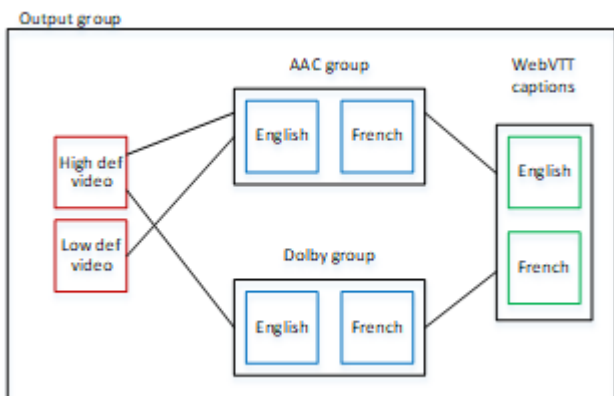 Output group
AAC group
WebVTT
captions
English
French
High def
video
English
Low def
video
Dolby group
French
English
French